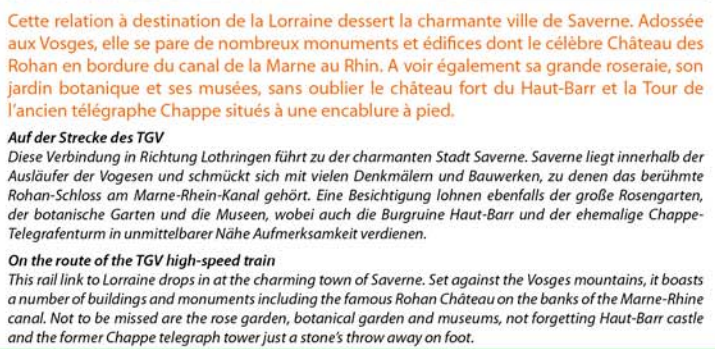 Cette relation à destination de la Lorraine dessert la charmante ville de Saverne. Adossée
aux Vosges, elle se pare de nombreux monuments et édifices dont le célèbre Château des
Rohan en bordure du canal de la Marne au Rhin. A voir également sa grande roseraie, son
jardin botanique et ses musées, sans oublier le château fort du Haut-Barr et la Tour de
l'ancien télégraphe Chappe situés à une encablure à pied.
Auf der Strecke des TGV
Diese Verbindung in Richtung Lothringen führt zu der charmanten Stadt Saverne. Saverne liegt innerhalb der
Ausläufer der Vogesen und schmückt sich mit vielen Denkmälern und Bauwerken, zu denen das berühmte
Rohan-Schloss am Marne-Rhein-Kanal gehört. Eine Besichtigung lohnen ebenfalls der große Rosengarten,
der botanische Garten und die Museen, wobei auch die Burgruine Haut-Barr und der ehemalige Chappe-
Telegrafenturm in unmittelbarer Nähe Aufmerksamkeit verdienen.
On the route of the TGV high-speed train
This rail link to Lorraine drops in at the charming town of Saverne. Set against the Vosges mountains, it boasts
a number of buildings and monuments including the famous Rohan Château on the banks of the Marne-Rhine
canal. Not to be missed are the rose garden, botanical garden and museums, not forgetting Haut-Barr castle
and the former Chappe telegraph tower just a stone's throw away on foot.